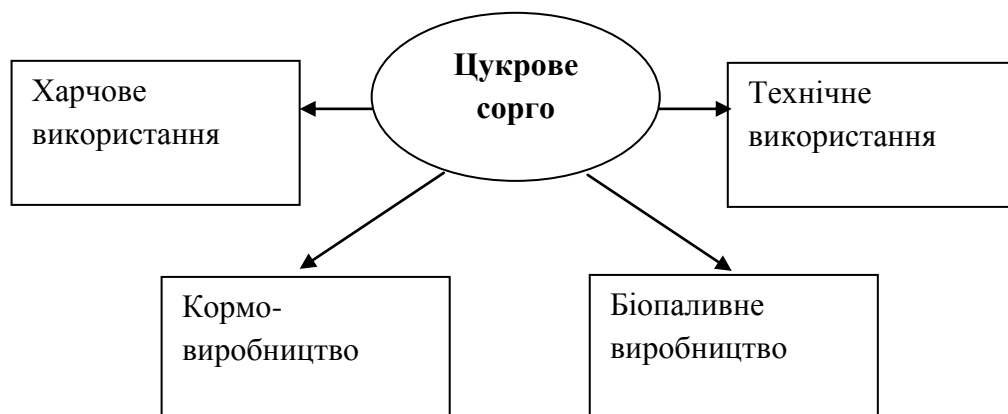 Цукрове
сорго
Харчове
використання
Технічне
використання
Кормо-
виробництво
Біопаливне
виробництво